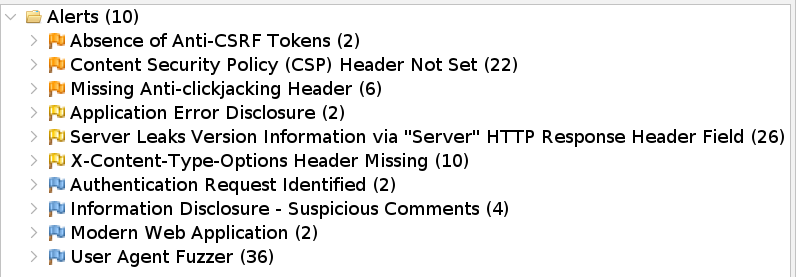 Alerts (10)
Absence of Anti-CSRF Tokens (2)
Content Security Policy (CSP) Header Not Set (22)
Missing Anti-clickjacking Header (6)
Application Error Disclosure (2)
Server Leaks Version Information via "Server" HTTP Response Header Field (26)
X-Content-Type-Options Header Missing (10)
Authentication Request Identified (2)
Information Disclosure - Suspicious Comments (4)
Modern Web Application (2)
User Agent Fuzzer (36)